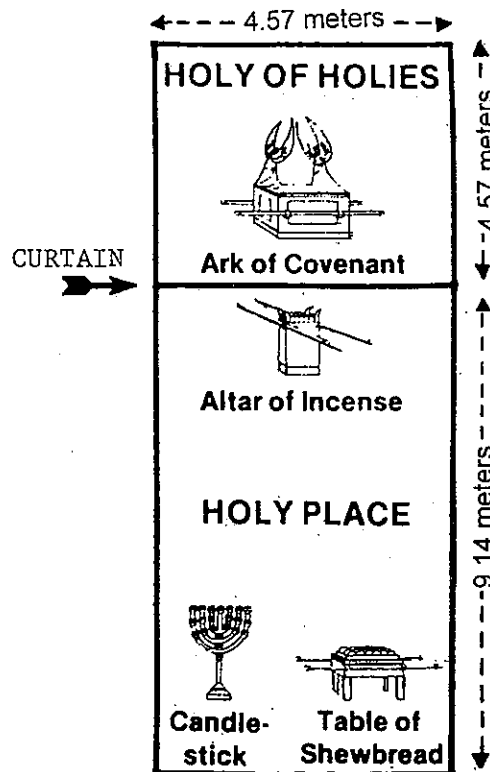 4.57 meters
HOLY OF HOLIES
4.57 meters
Ark of Covenant
CURTAIN
Altar of Incense
HOLY PLACE
9.14 meters
Candle-
stick
Table of
Shewbread